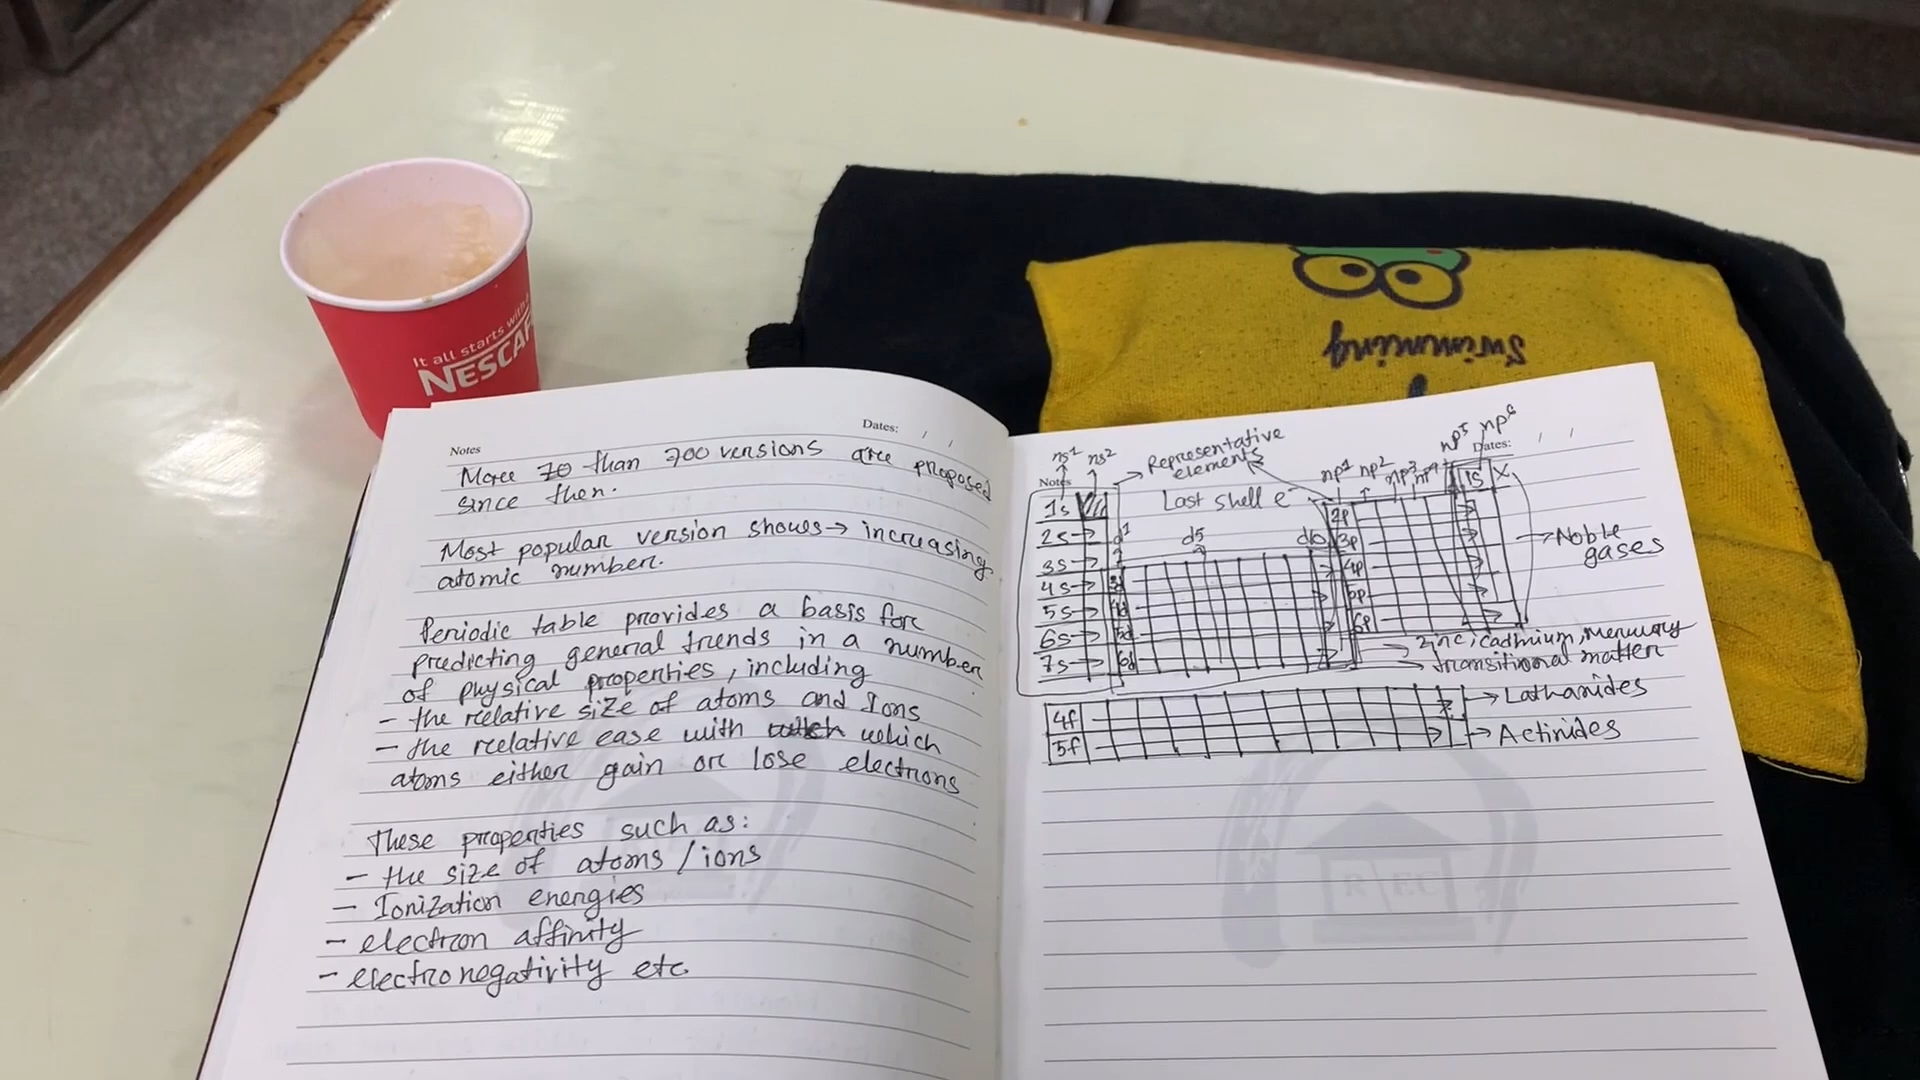 It all starts with a
NESCAF
Swimming
Notes
Dates: / /
More 70 than 700 versions are proposed
since then.
Most popular version shows → increasing
atomic number.
Periodic table provides a basis for
predicting general trends in a number
of physical properties, including
- the relative size of atoms and Ions
- the relative ease with which
atoms either gain or lose electrons
These properties such as:
- the size of atoms / ions
- Ionization energies
- electron affinity
- electronegativity etc.
Notes
Dates: / /
ns¹ ns²
Representative
elements
Last shell e⁻
np¹ np² np³ np⁴ np⁵ np⁶
1s
2s
3s
4s
5s
6s
7s
d¹ d5 d10
3d
4d
5d
6d
2p
3p
4p
5p
6p
1s
Noble
gases
Zinc, cadmium, Mercury
transitional matter
4f
5f
Lathanides
Actinides
R EC